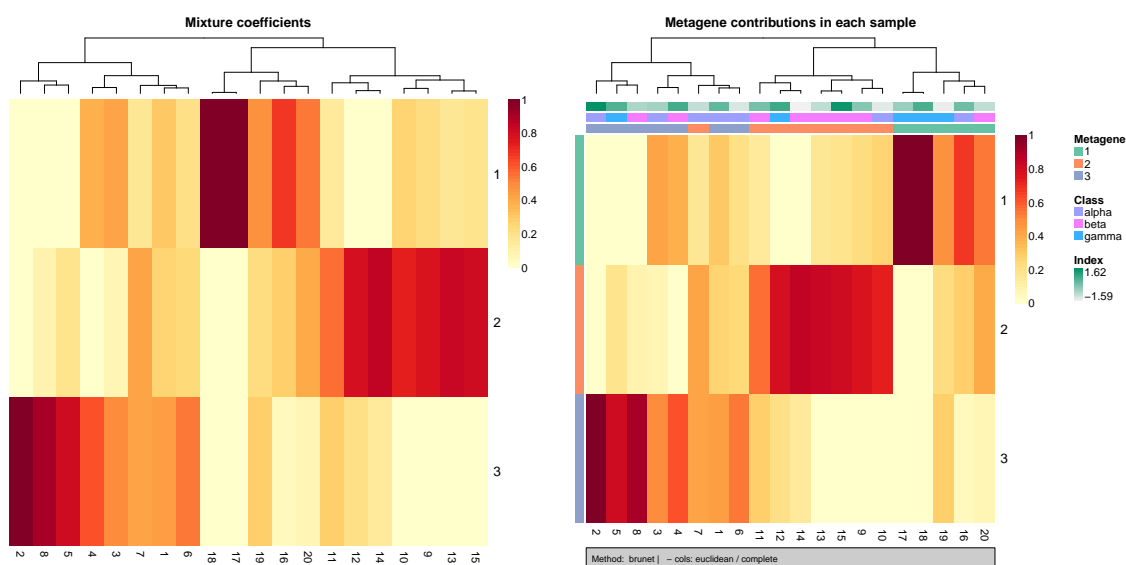 Mixture coefficients
1
0.8
0.6
0.4
0.2
0
1
2
3
2 8 5 4 3 7 1 6 18 17 19 16 20 11 12 14 10 9 13 15
Metagene contributions in each sample
1
0.8
0.6
0.4
0.2
0
1
2
3
2 5 8 3 4 7 1 6 11 12 14 13 15 9 10 17 18 19 16 20
Method: brunet | − cols: euclidean / complete
Metagene
1
2
3
Class
alpha
beta
gamma
Index
1.62
−1.59